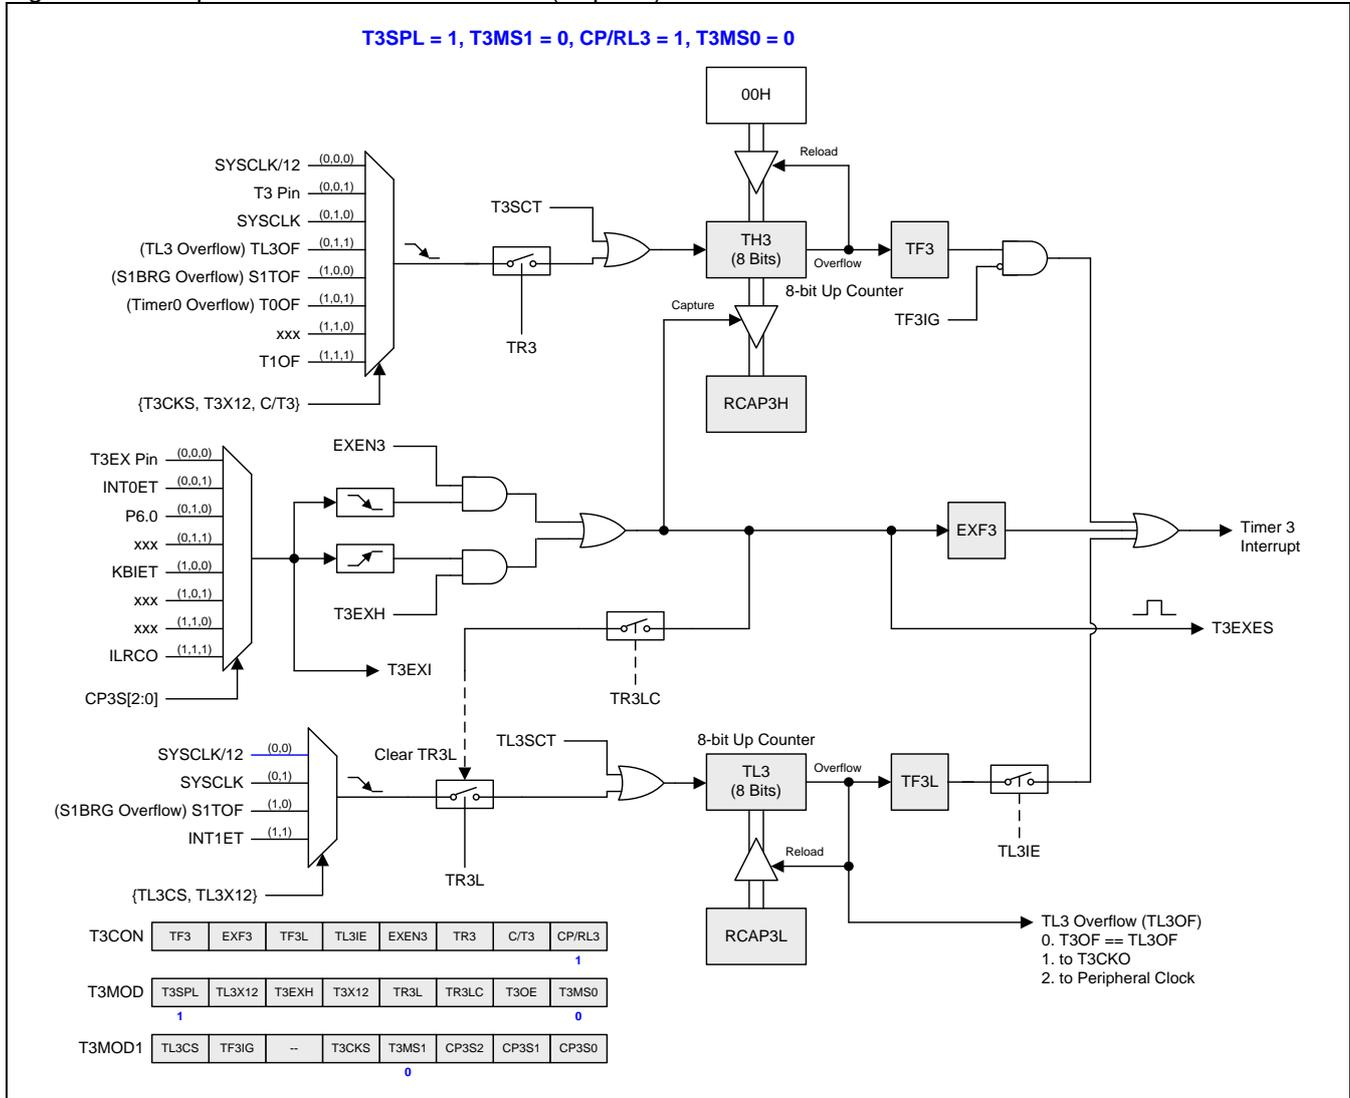 T3SPL = 1, T3MS1 = 0, CP/RL3 = 1, T3MS0 = 0
00H
Reload
SYSCLK/12 (0,0,0)
T3 Pin (0,0,1)
SYSCLK (0,1,0)
(TL3 Overflow) TL3OF (0,1,1)
(S1BRG Overflow) S1TOF (1,0,0)
(Timer0 Overflow) T0OF (1,0,1)
xxx (1,1,0)
T1OF (1,1,1)
{T3CKS, T3X12, C/T3}
TR3
T3SCT
TH3
(8 Bits)
Overflow
8-bit Up Counter
TF3
TF3IG
Capture
RCAP3H
T3EX Pin (0,0,0)
INT0ET (0,0,1)
P6.0 (0,1,0)
xxx (0,1,1)
KBIET (1,0,0)
xxx (1,0,1)
xxx (1,1,0)
ILRCO (1,1,1)
CP3S[2:0]
EXEN3
T3EXH
T3EXI
EXF3
Timer 3
Interrupt
T3EXES
TR3LC
SYSCLK/12 (0,0)
SYSCLK (0,1)
(S1BRG Overflow) S1TOF (1,0)
INT1ET (1,1)
{TL3CS, TL3X12}
Clear TR3L
TR3L
TL3SCT
8-bit Up Counter
TL3
(8 Bits)
Overflow
TF3L
TL3IE
Reload
RCAP3L
TL3 Overflow (TL3OF)
0. T3OF == TL3OF
1. to T3CKO
2. to Peripheral Clock
T3CON TF3 EXF3 TF3L TL3IE EXEN3 TR3 C/T3 CP/RL3
1
T3MOD T3SPL TL3X12 T3EXH T3X12 TR3L TR3LC T3OE T3MS0
1 0
T3MOD1 TL3CS TF3IG -- T3CKS T3MS1 CP3S2 CP3S1 CP3S0
0